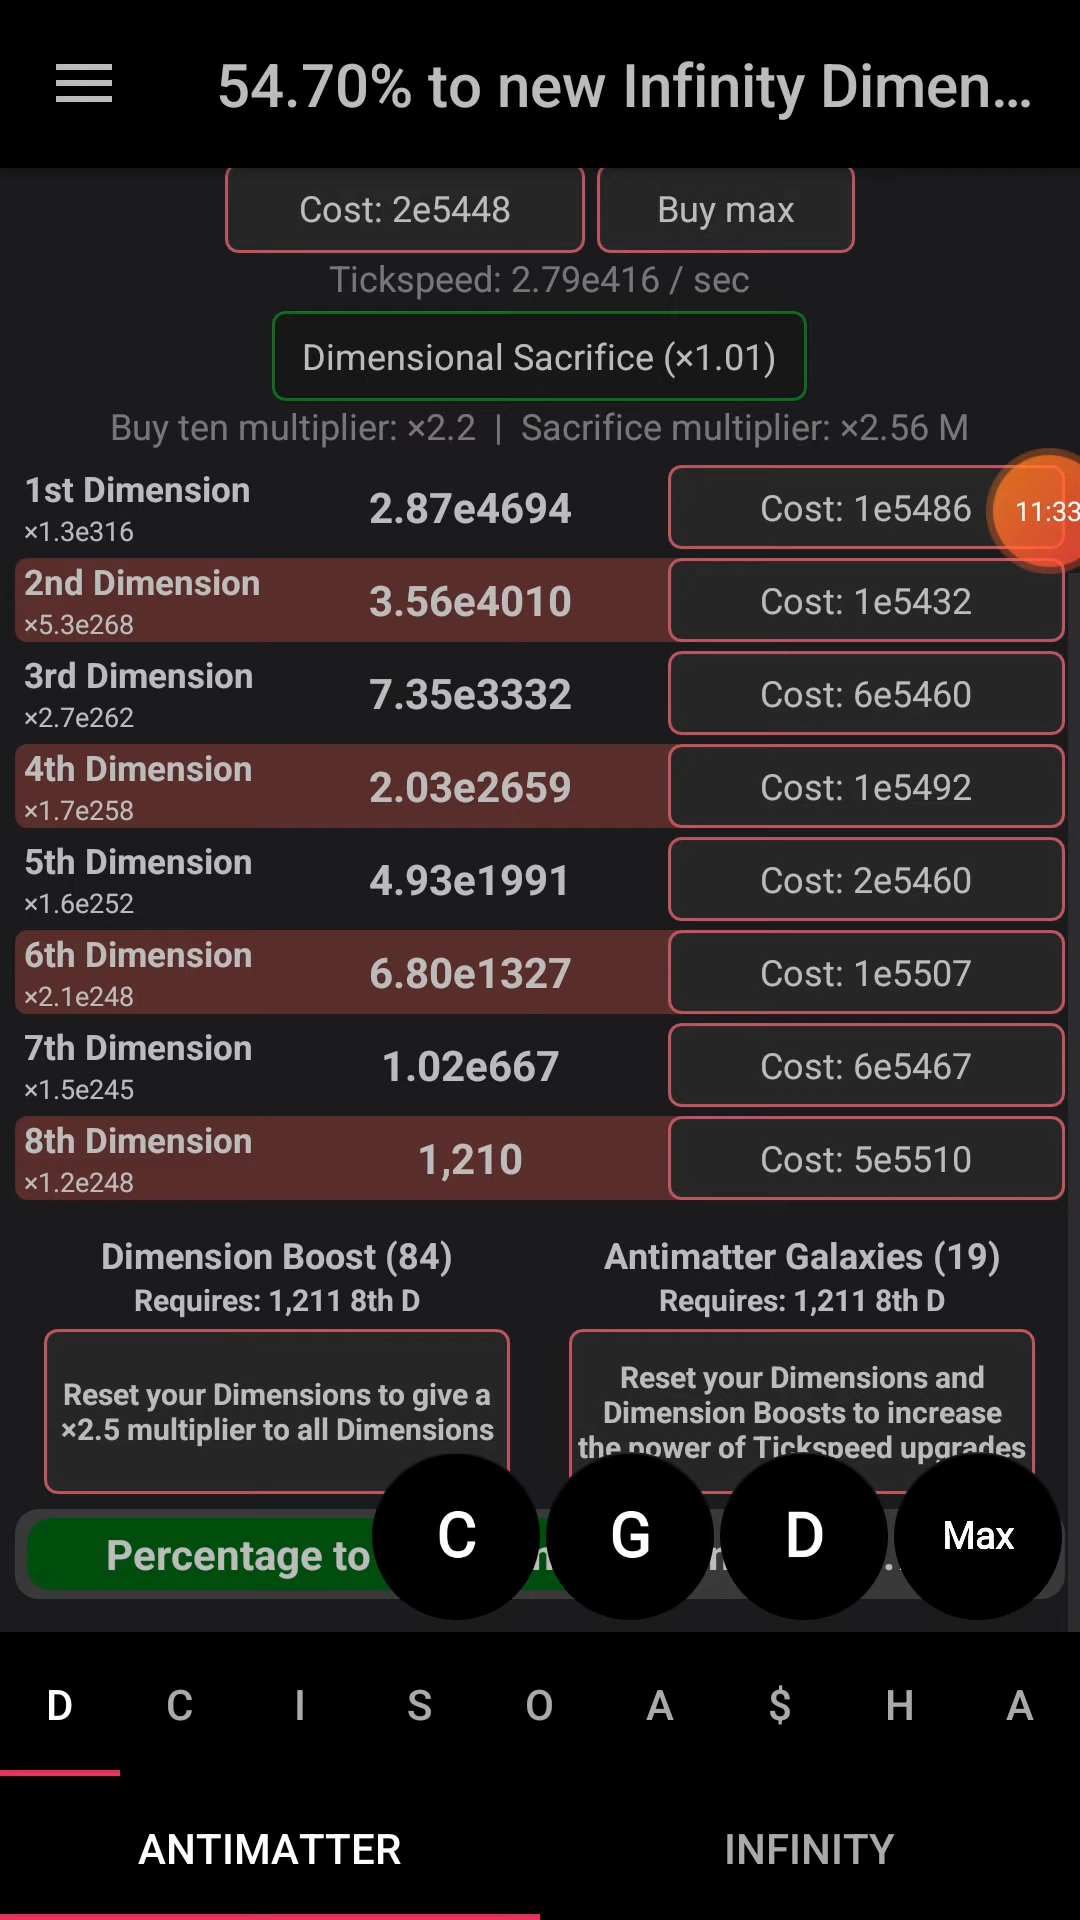 54.70% to new Infinity Dimen...
Cost: 2e5448
Buy max
Tickspeed: 2.79e416 / sec
Dimensional Sacrifice (×1.01)
Buy ten multiplier: ×2.2 | Sacrifice multiplier: ×2.56 M
1st Dimension
×1.3e316
2.87e4694
Cost: 1e5486
11:33
2nd Dimension
×5.3e268
3.56e4010
Cost: 1e5432
3rd Dimension
×2.7e262
7.35e3332
Cost: 6e5460
4th Dimension
×1.7e258
2.03e2659
Cost: 1e5492
5th Dimension
×1.6e252
4.93e1991
Cost: 2e5460
6th Dimension
×2.1e248
6.80e1327
Cost: 1e5507
7th Dimension
×1.5e245
1.02e667
Cost: 6e5467
8th Dimension
×1.2e248
1,210
Cost: 5e5510
Dimension Boost (84)
Requires: 1,211 8th D
Reset your Dimensions to give a
×2.5 multiplier to all Dimensions
Antimatter Galaxies (19)
Requires: 1,211 8th D
Reset your Dimensions and
Dimension Boosts to increase
the power of Tickspeed upgrades
Percentage to
C G D Max
D C I S O A $ H A
ANTIMATTER
INFINITY